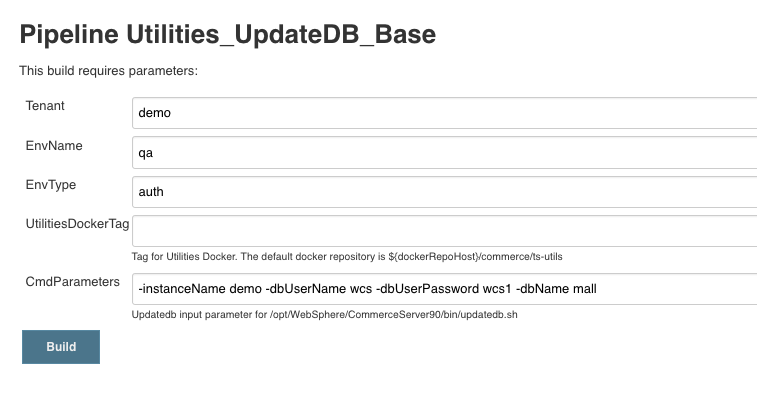 Pipeline Utilities_UpdateDB_Base
This build requires parameters:
Tenant
demo
EnvName
qa
EnvType
auth
UtilitiesDockerTag
Tag for Utilities Docker. The default docker repository is ${dockerRepoHost}/commerce/ts-utils
CmdParameters
-instanceName demo -dbUserName wcs -dbUserPassword wcs1 -dbName mall
Updatedb input parameter for /opt/WebSphere/CommerceServer90/bin/updatedb.sh
Build